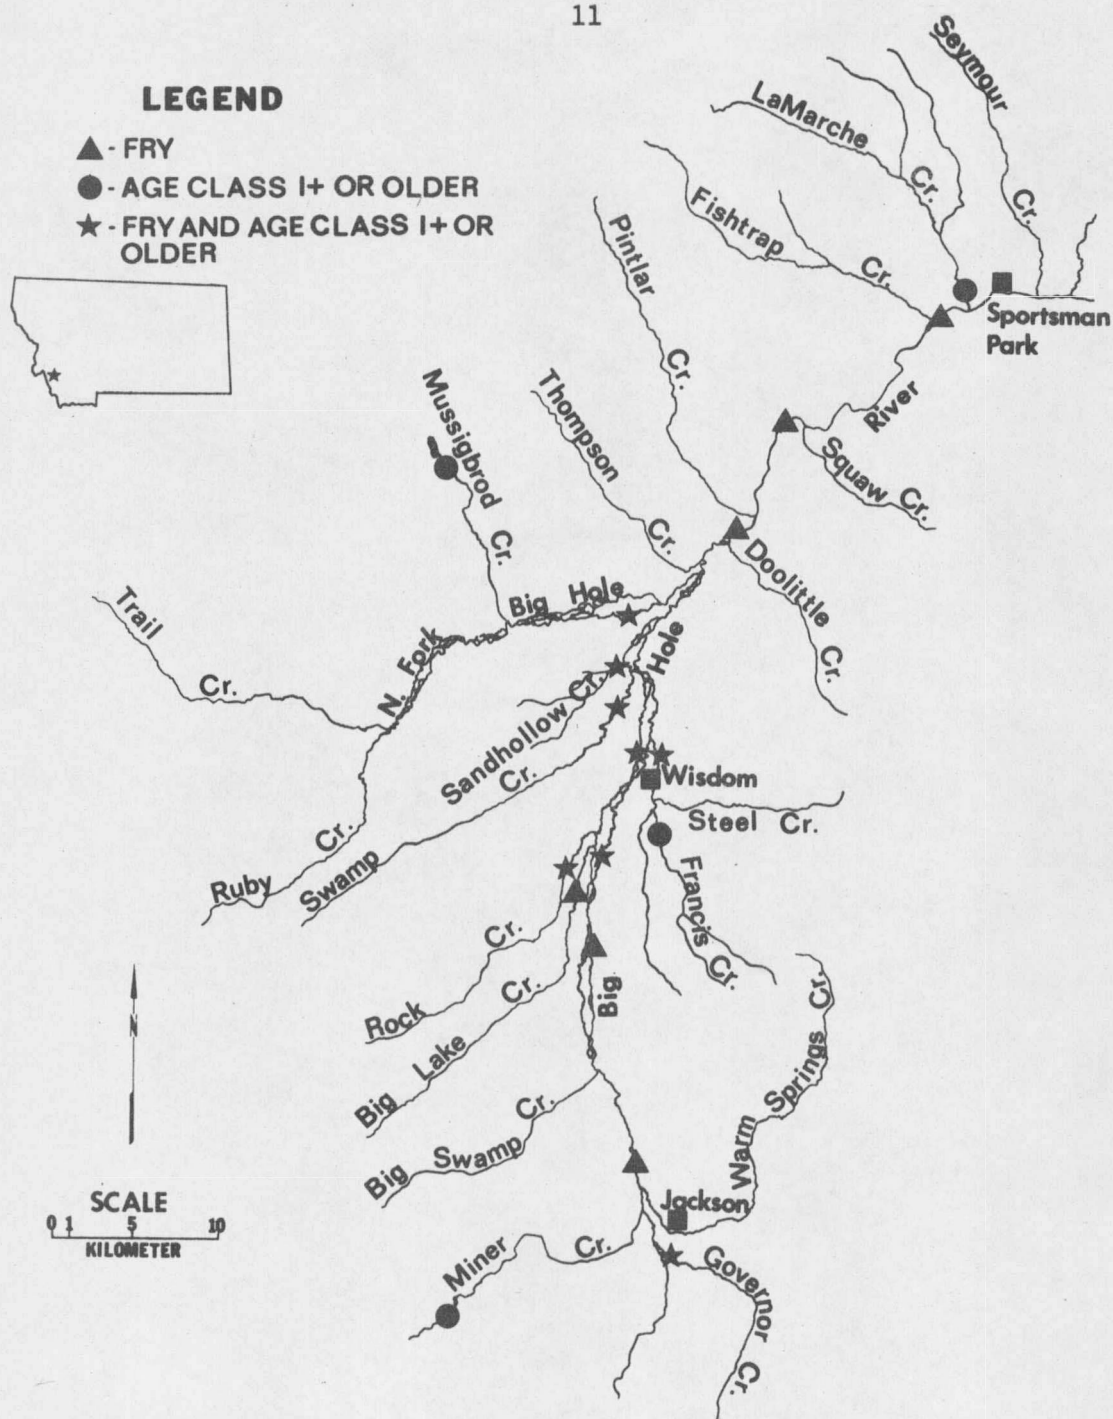 11
LEGEND
▲ - FRY
● - AGE CLASS I+ OR OLDER
★ - FRY AND AGE CLASS I+ OR
OLDER
Seymour
Cr.
LaMarche
Cr.
Fishtrap
Cr.
Pintlar
Cr.
Sportsman
Park
River
Squaw Cr.
Mussigbrod
Cr.
Thompson
Cr.
Doolittle
Cr.
Trail
Cr.
N. Fork
Big Hole
Hole
Sandhollow Cr.
Swamp
Cr.
Wisdom
Steel Cr.
Ruby
Cr.
Francis
Cr.
Rock
Cr.
Big Lake
Cr.
Big
Warm
Springs
Cr.
N
Big Swamp
Cr.
Jackson
SCALE
0 1 5 10
KILOMETER
Miner
Cr.
Governor
Cr.